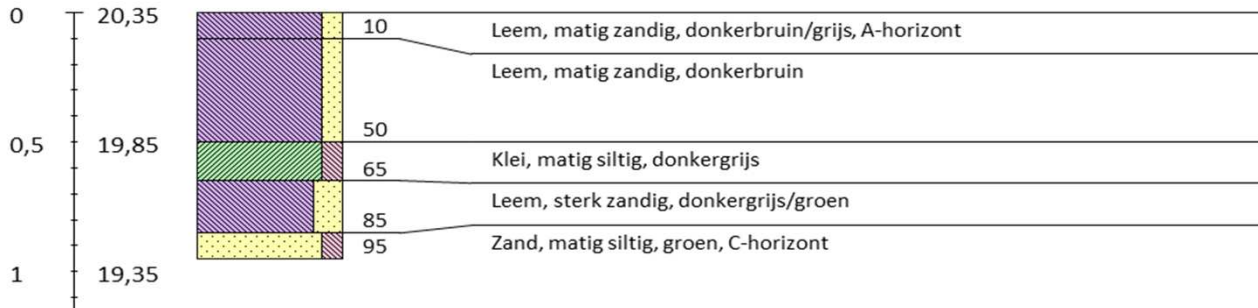 0 20,35
10 Leem, matig zandig, donkerbruin/grijs, A-horizont
Leem, matig zandig, donkerbruin
50
0,5 19,85
Klei, matig siltig, donkergrijs
65
Leem, sterk zandig, donkergrijs/groen
85
95 Zand, matig siltig, groen, C-horizont
1 19,35